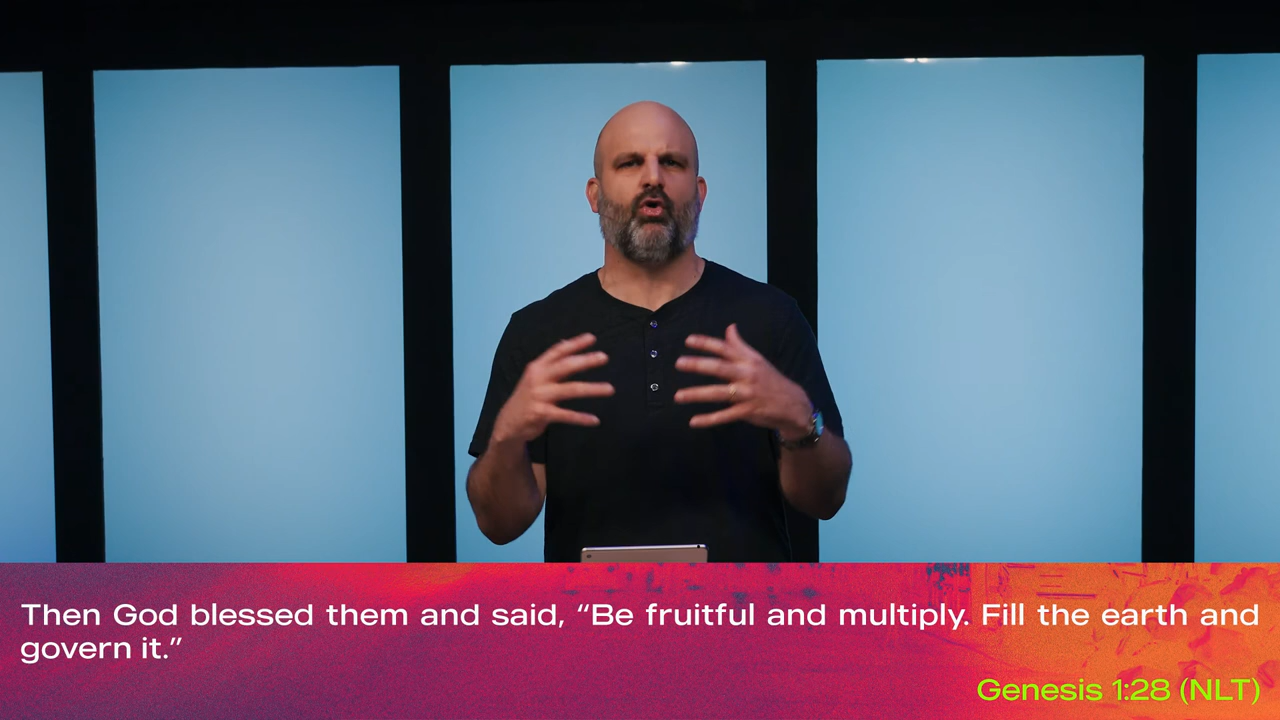 Then God blessed them and said, “Be fruitful and multiply. Fill the earth and
govern it.”
Genesis 1:28 (NLT)